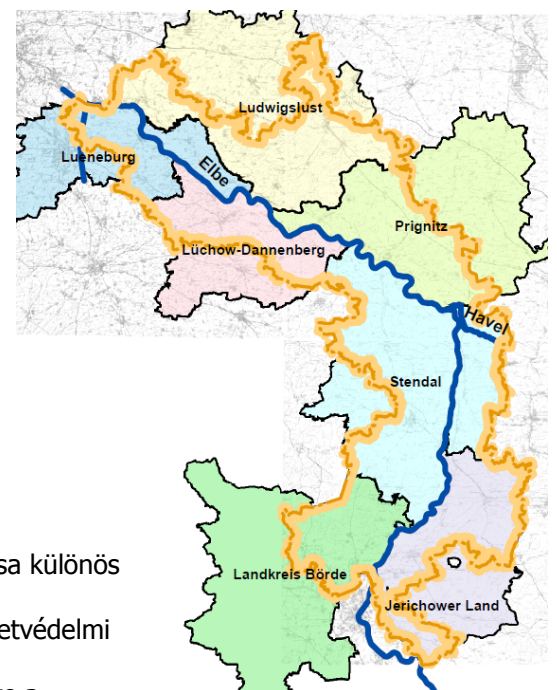 Ludwigslust
Lueneburg
Elbe
Prignitz
Lüchow-Dannenberg
Havel
Stendal
sa különös
Landkreis Börde
Jerichower Land
etvédelmi